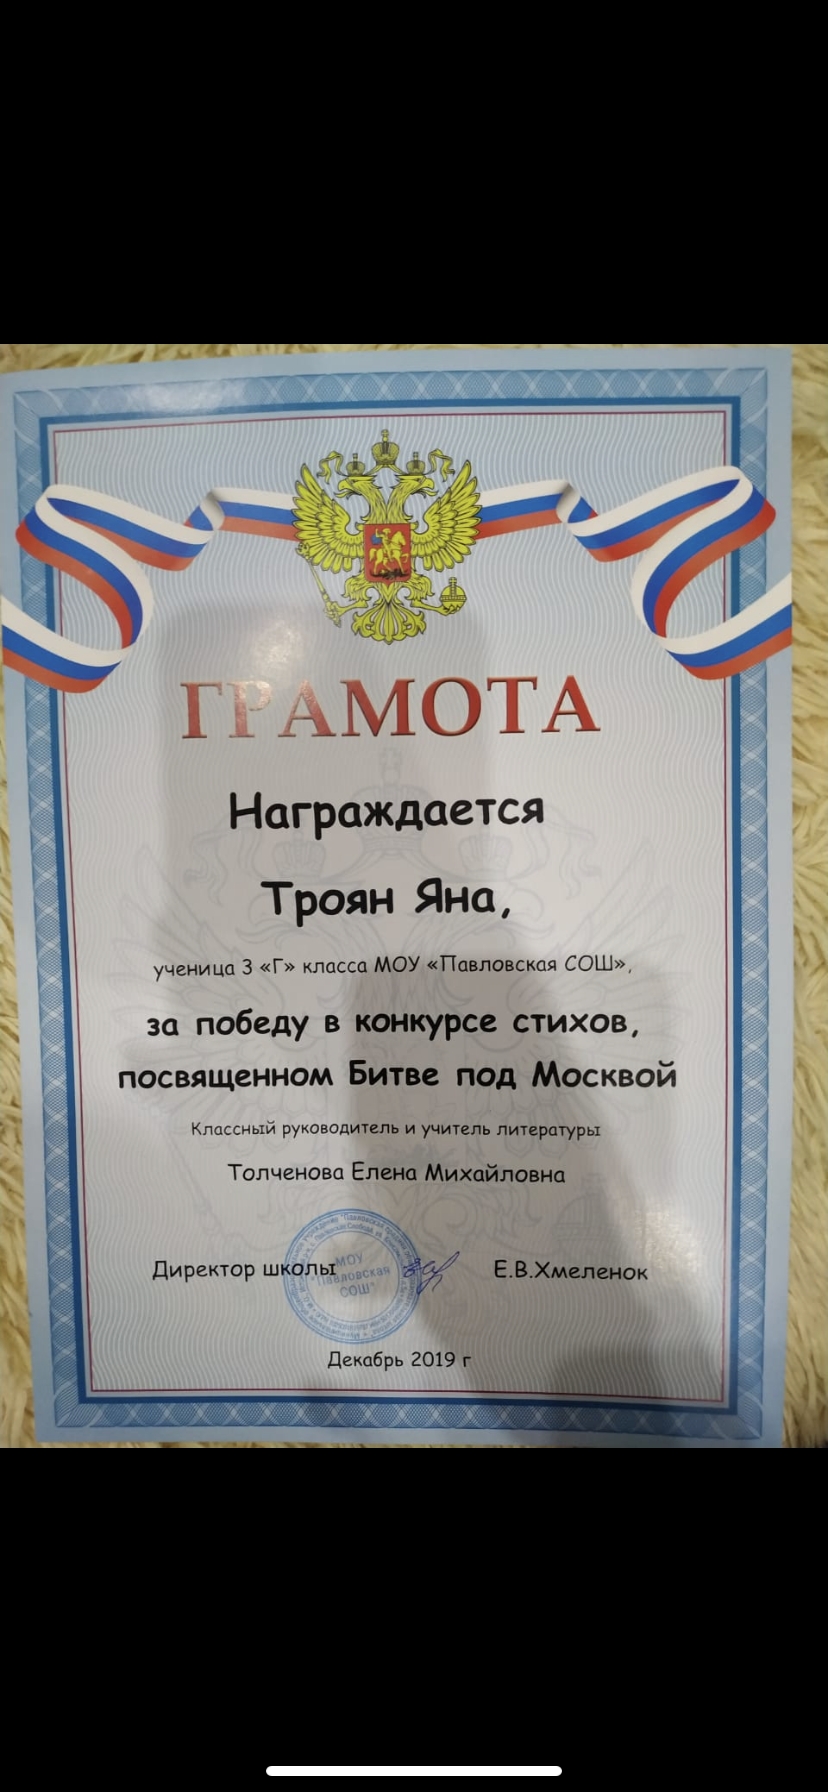 ГРАМОТА
Награждается
Троян Яна,
ученица 3 «Г» класса МОУ «Павловская СОШ»,
за победу в конкурсе стихов,
посвященном Битве под Москвой
Классный руководитель и учитель литературы
Толченова Елена Михайловна
Директор школы Е.В.Хмеленок
МОУ
"Павловская
СОШ"
Декабрь 2019 г